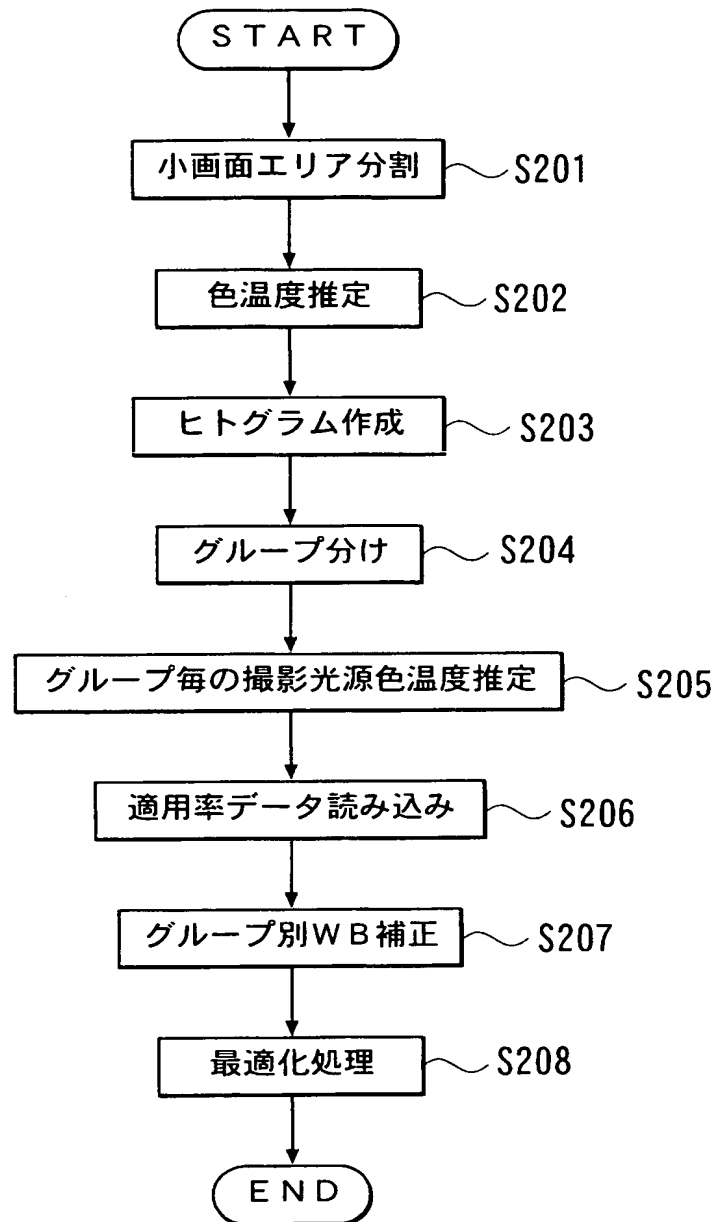 START
小画面エリア分割 S201
色温度推定 S202
ヒトグラム作成 S203
グループ分け S204
グループ毎の撮影光源色温度推定 S205
適用率データ読み込み S206
グループ別WB補正 S207
最適化処理 S208
END